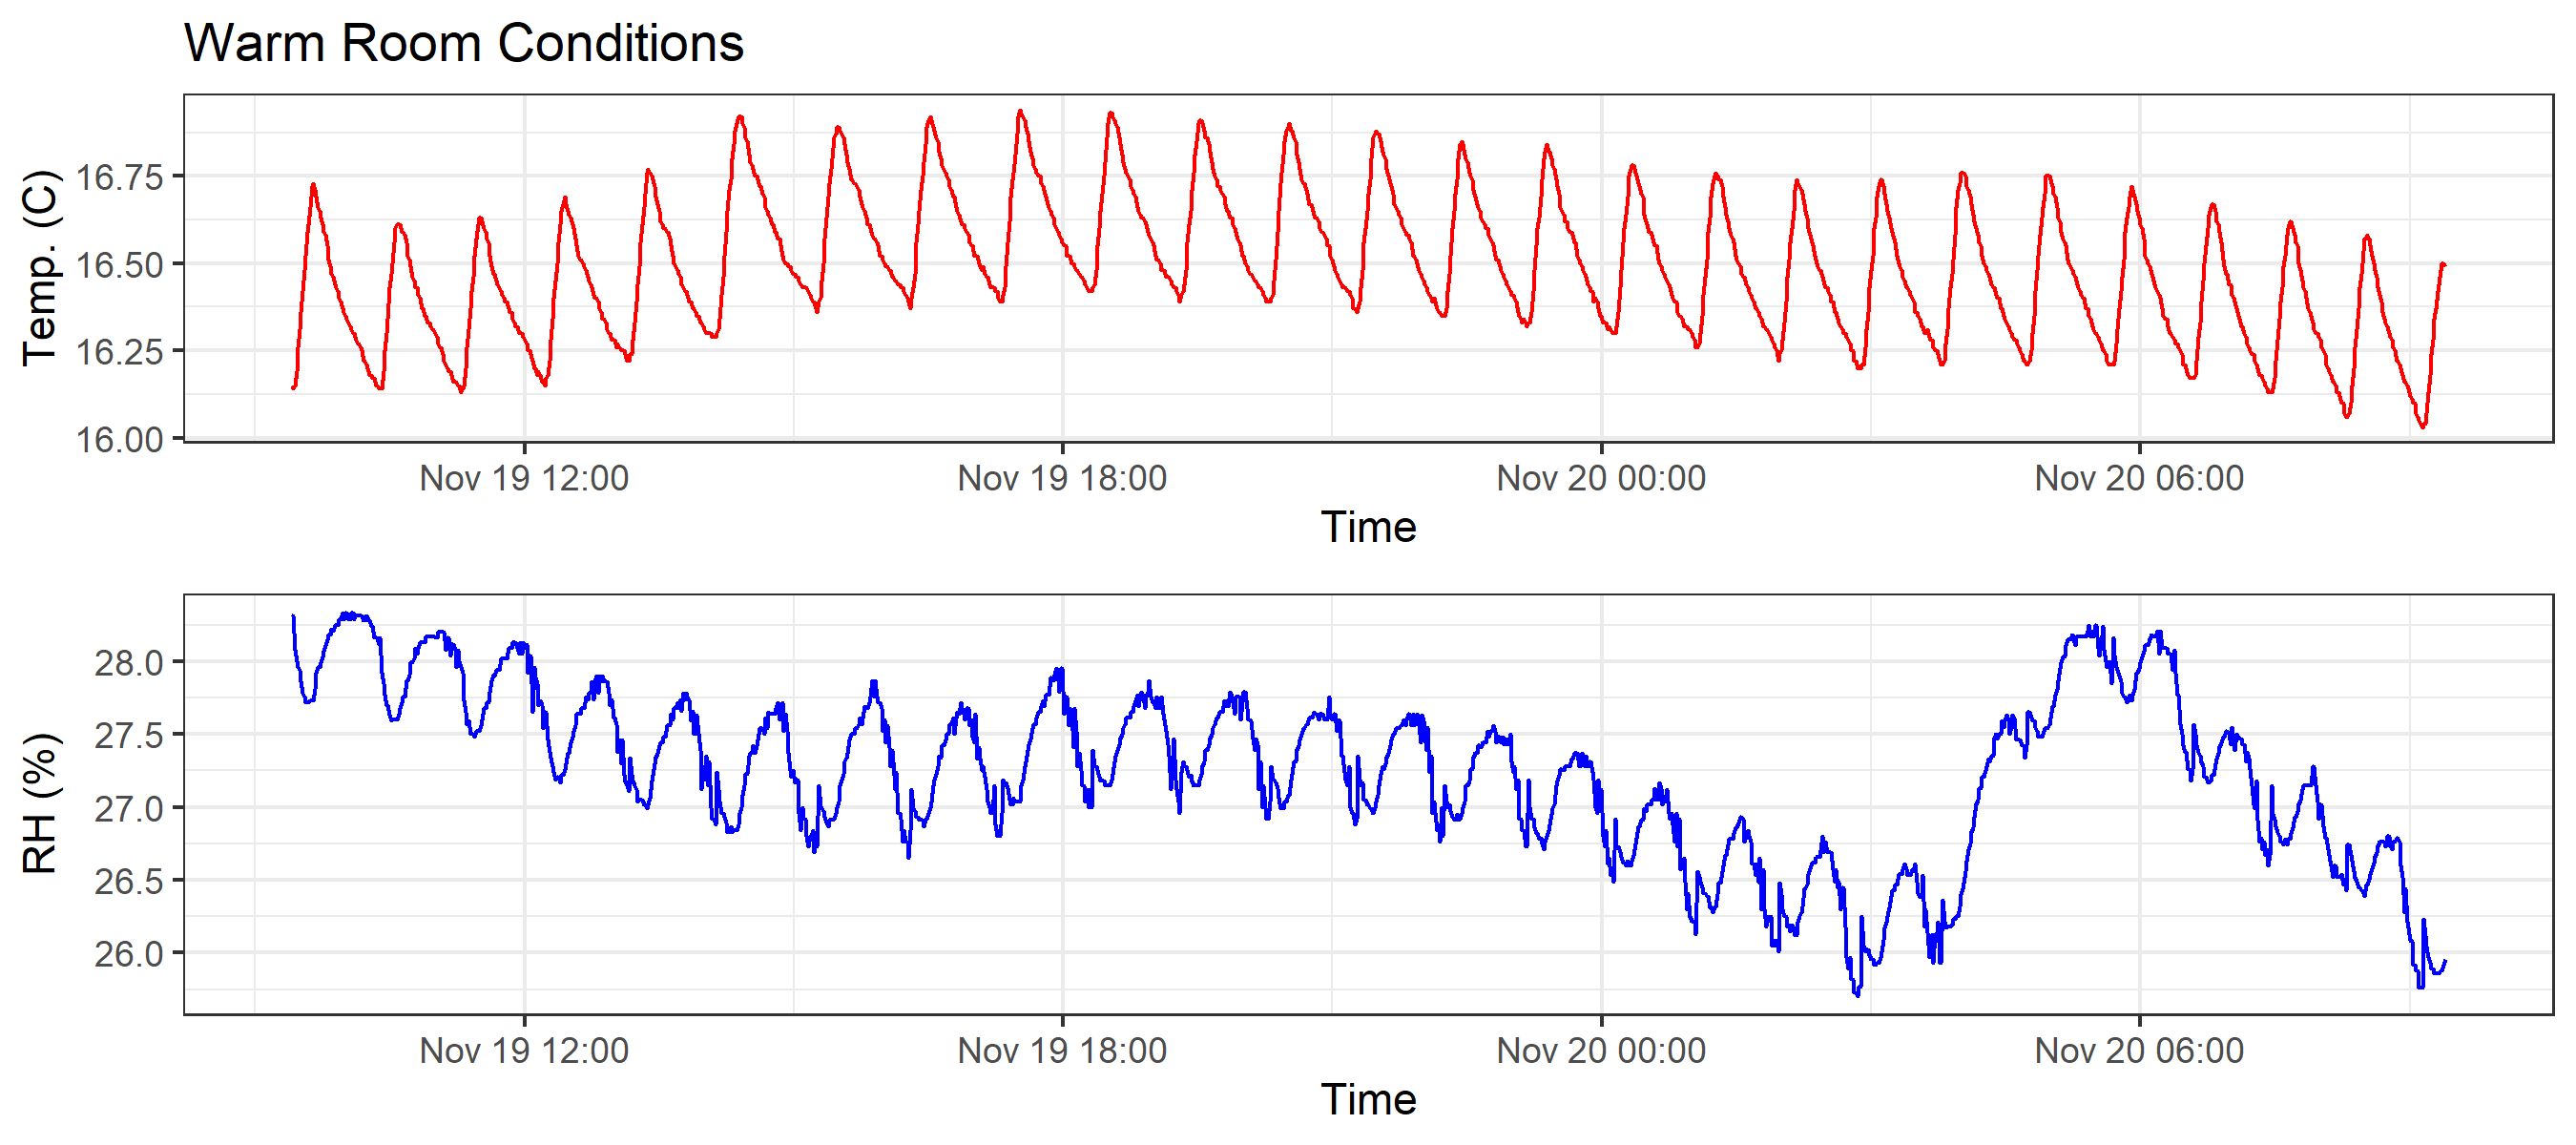 Warm Room Conditions
Temp. (C)
16.75
16.50
16.25
16.00
Nov 19 12:00 Nov 19 18:00 Nov 20 00:00 Nov 20 06:00
Time
RH (%)
28.0
27.5
27.0
26.5
26.0
Nov 19 12:00 Nov 19 18:00 Nov 20 00:00 Nov 20 06:00
Time